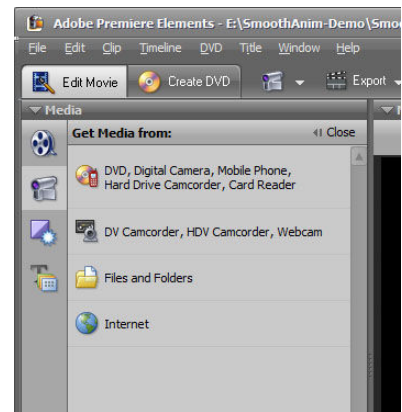 Adobe Premiere Elements - E:\SmoothAnim-Demo\Smoo
File Edit Clip Timeline DVD Title Window Help
Edit Movie Create DVD Export
Media
Get Media from: Close
DVD, Digital Camera, Mobile Phone,
Hard Drive Camcorder, Card Reader
DV Camcorder, HDV Camcorder, Webcam
Files and Folders
Internet